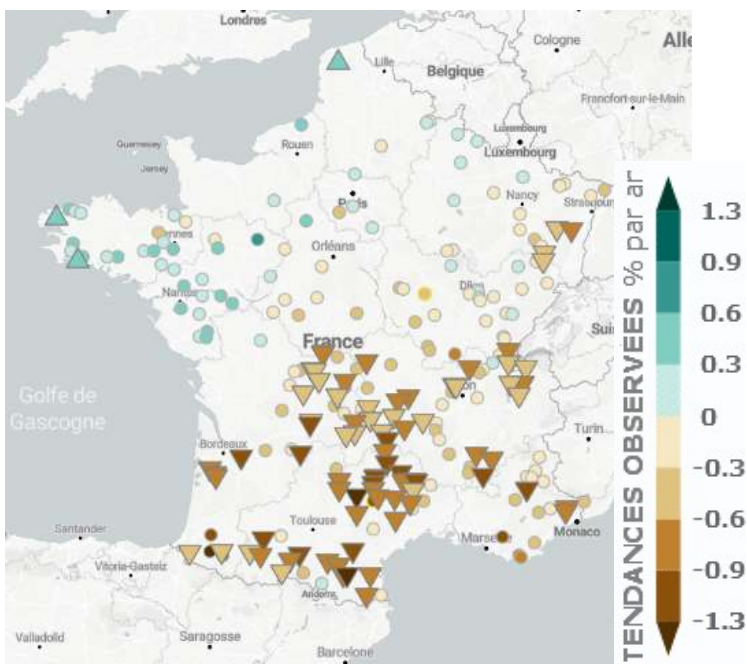 Londres
Cologne
Alle
Lille
Belgique
Francfort-sur-le-Main
Guernesey
Rouen
Luxembourg
Luxembourg
Jersey
Paris
Nancy
Strasbourg
ennes
Orléans
Nantes
Dijon
France
Suis
Golfe de
Gascogne
on
Turin
Bordeaux
Toulouse
Monaco
Santander
Marseille
Vitoria-Gasteiz
Andorre
Valladolid
Saragosse
Barcelone
TENDANCES OBSERVÉES % par an
1.3
0.9
0.6
0.3
0
-0.3
-0.6
-0.9
-1.3